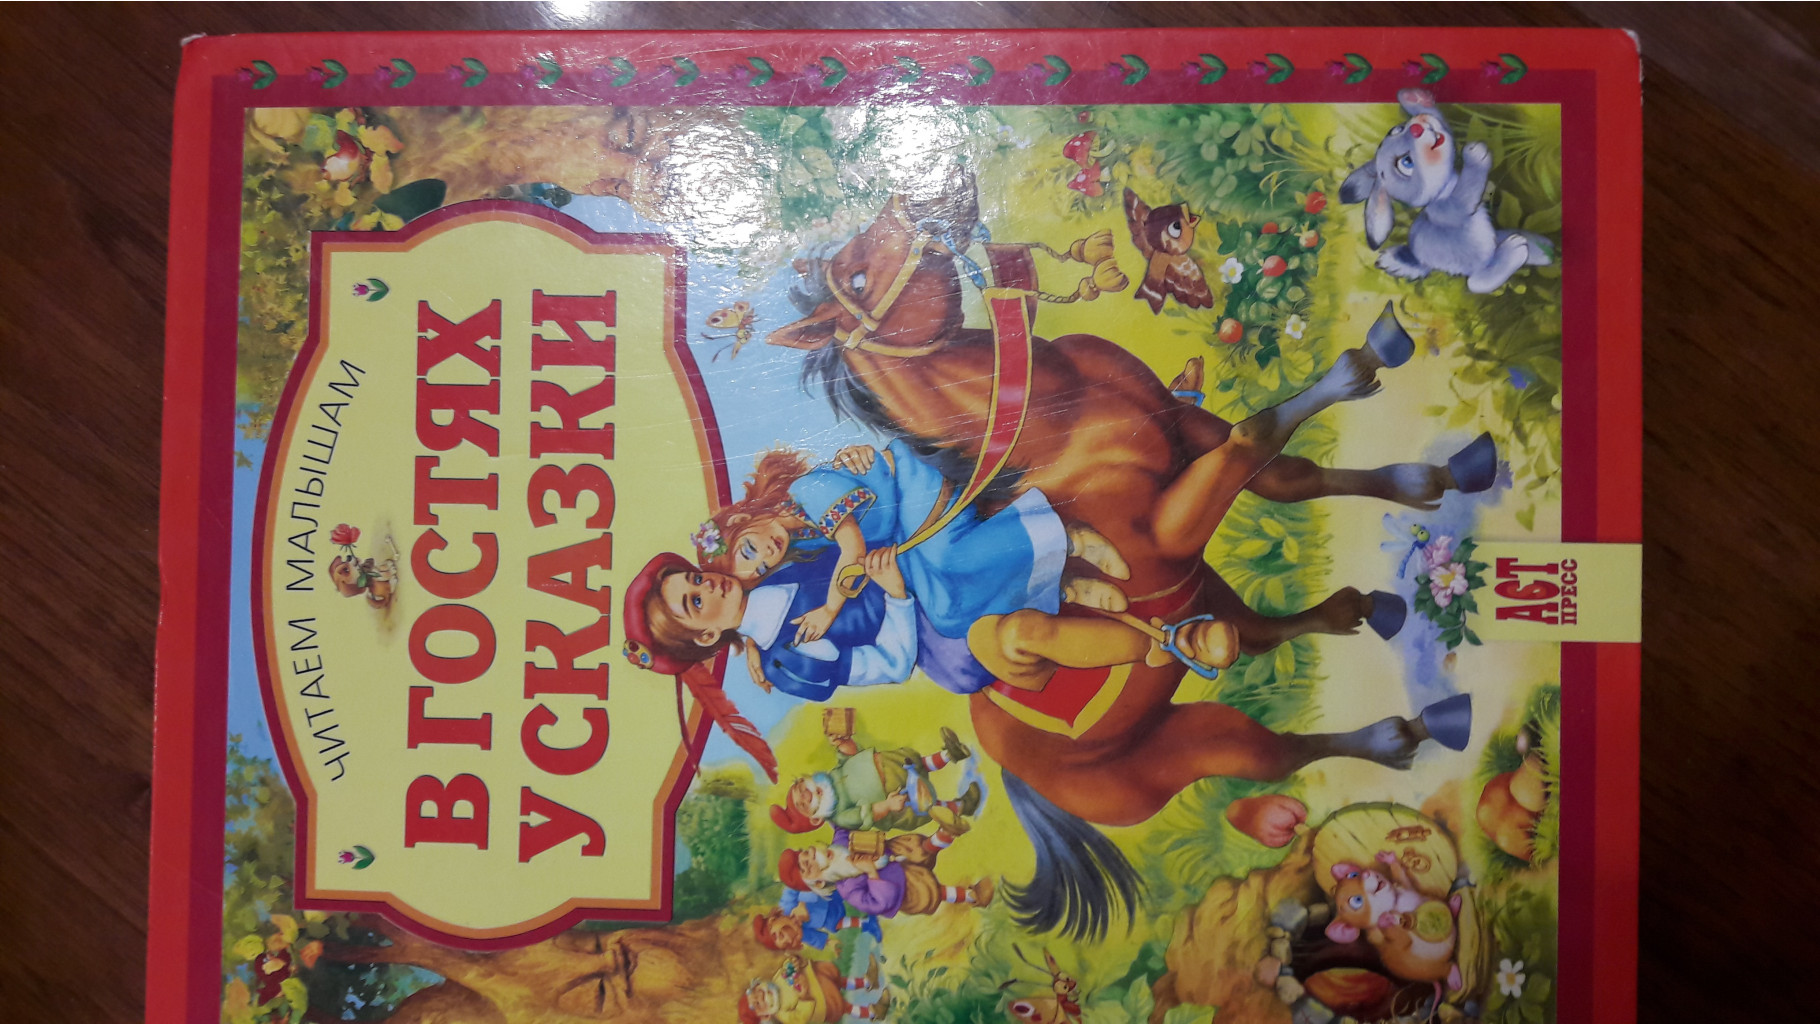 ЧИТАЕМ МАЛЫШАМ
В ГОСТЯХ
У СКАЗКИ
АСТ
ПРЕСС